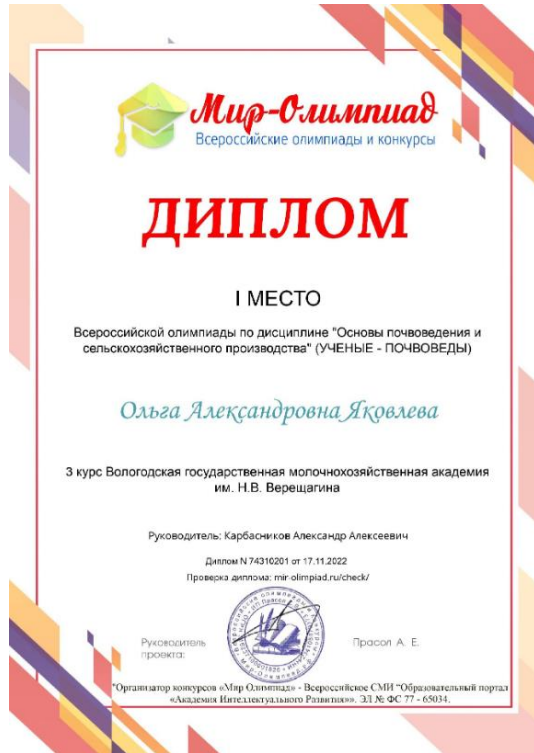 Мир-Олимпиад
Всероссийские олимпиады и конкурсы
ДИПЛОМ
I МЕСТО
Всероссийской олимпиады по дисциплине "Основы почвоведения и
сельскохозяйственного производства" (УЧЕНЫЕ - ПОЧВОВЕДЫ)
Ольга Александровна Яковлева
3 курс Вологодская государственная молочнохозяйственная академия
им. Н.В. Верещагина
Руководитель: Карбасников Александр Алексеевич
Диплом N 74310201 от 17.11.2022
Проверка диплома: mir-olimpiad.ru/check/
Руководитель
проекта:
Прасол А. Е.
"Организатор конкурсов «Мир Олимпиад» - Всероссийское СМИ "Образовательный портал
«Академия Интеллектуального Развития»». ЭЛ № ФС 77 - 65034.